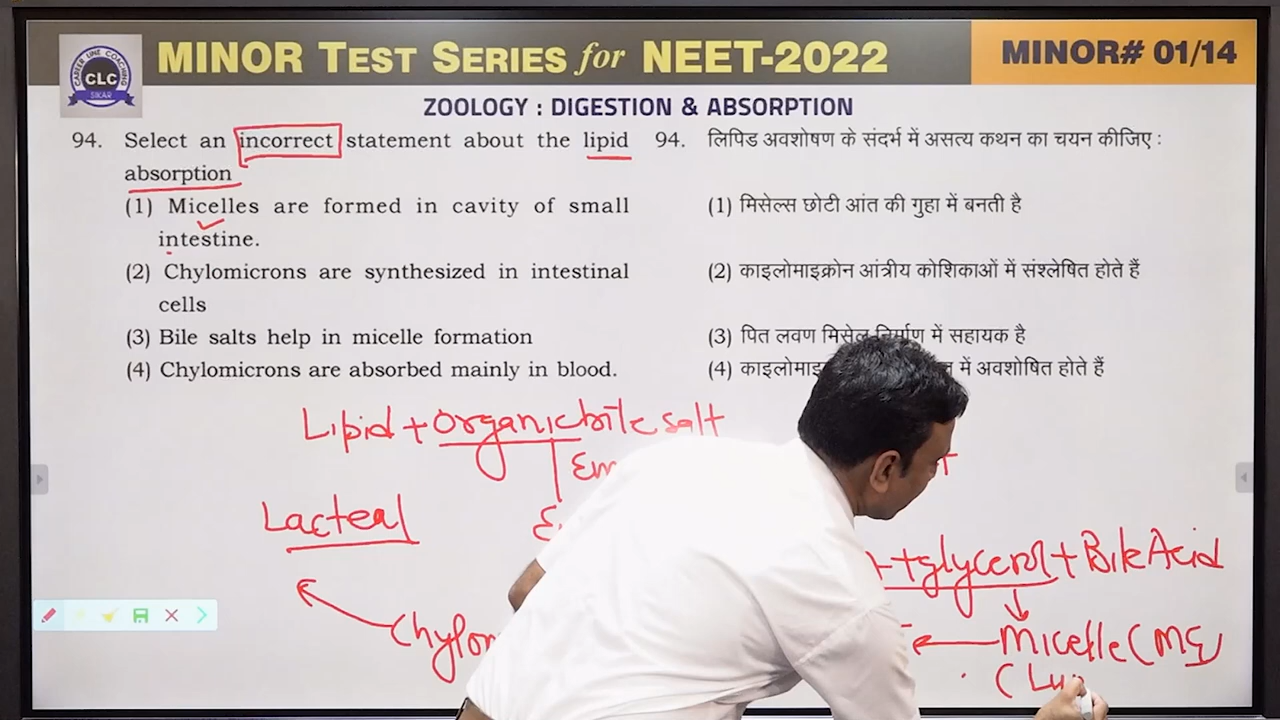 MINOR TEST SERIES for NEET-2022
MINOR# 01/14
CAREER LINE COACHING
CLC
SIKAR
ZOOLOGY : DIGESTION & ABSORPTION
94. Select an incorrect statement about the lipid
absorption
(1) Micelles are formed in cavity of small
intestine.
(2) Chylomicrons are synthesized in intestinal
cells
(3) Bile salts help in micelle formation
(4) Chylomicrons are absorbed mainly in blood.
94. लिपिड अवशोषण के संदर्भ में असत्य कथन का चयन कीजिए :
(1) मिसेल्स छोटी आंत की गुहा में बनती है
(2) काइलोमाइक्रोन आंत्रीय कोशिकाओं में संश्लेषित होते हैं
(3) पित लवण मिसेल निर्माण में सहायक है
(4) काइलोमाइ में अवशोषित होते हैं
Lipid + Organic bile salt
Em
Lacteal
+ glycerol + Bile Acid
Chylom
Micelle (
(Lu